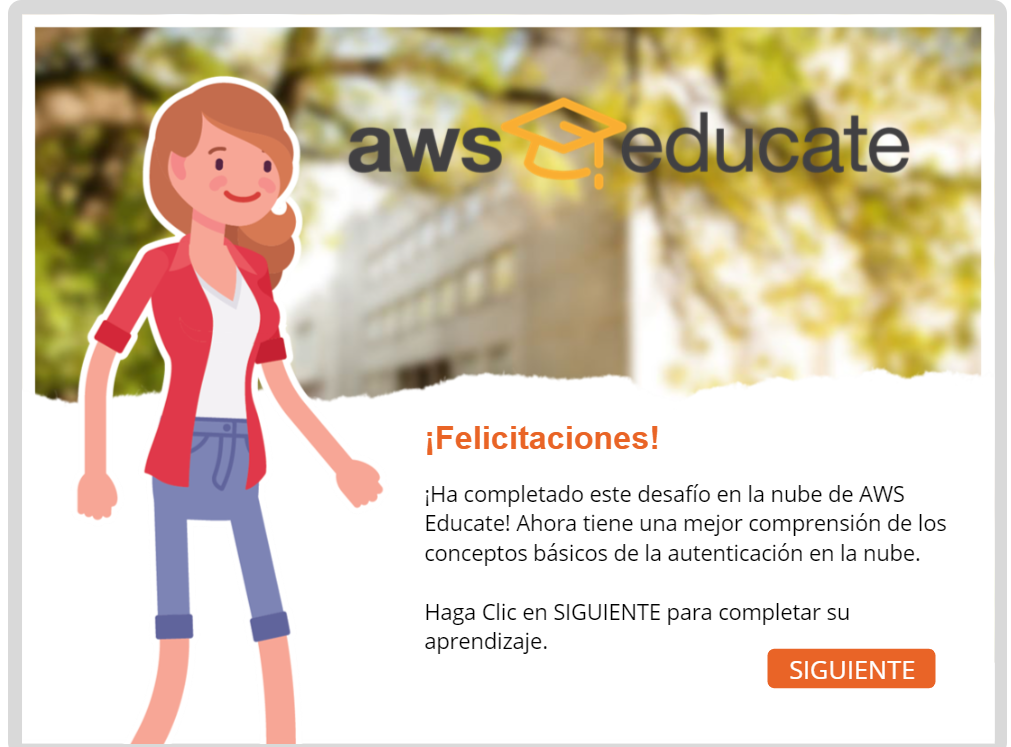 aws educate
¡Felicitaciones!
¡Ha completado este desafío en la nube de AWS
Educate! Ahora tiene una mejor comprensión de los
conceptos básicos de la autenticación en la nube.
Haga Clic en SIGUIENTE para completar su
aprendizaje.
SIGUIENTE